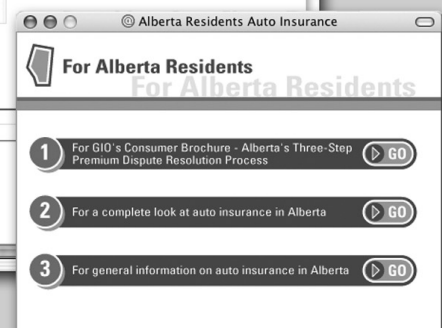 @ Alberta Residents Auto Insurance
For Alberta Residents
For Alberta Residents
1
For GIO's Consumer Brochure - Alberta's Three-Step
Premium Dispute Resolution Process
GO
2
For a complete look at auto insurance in Alberta
GO
3
For general information on auto insurance in Alberta
GO